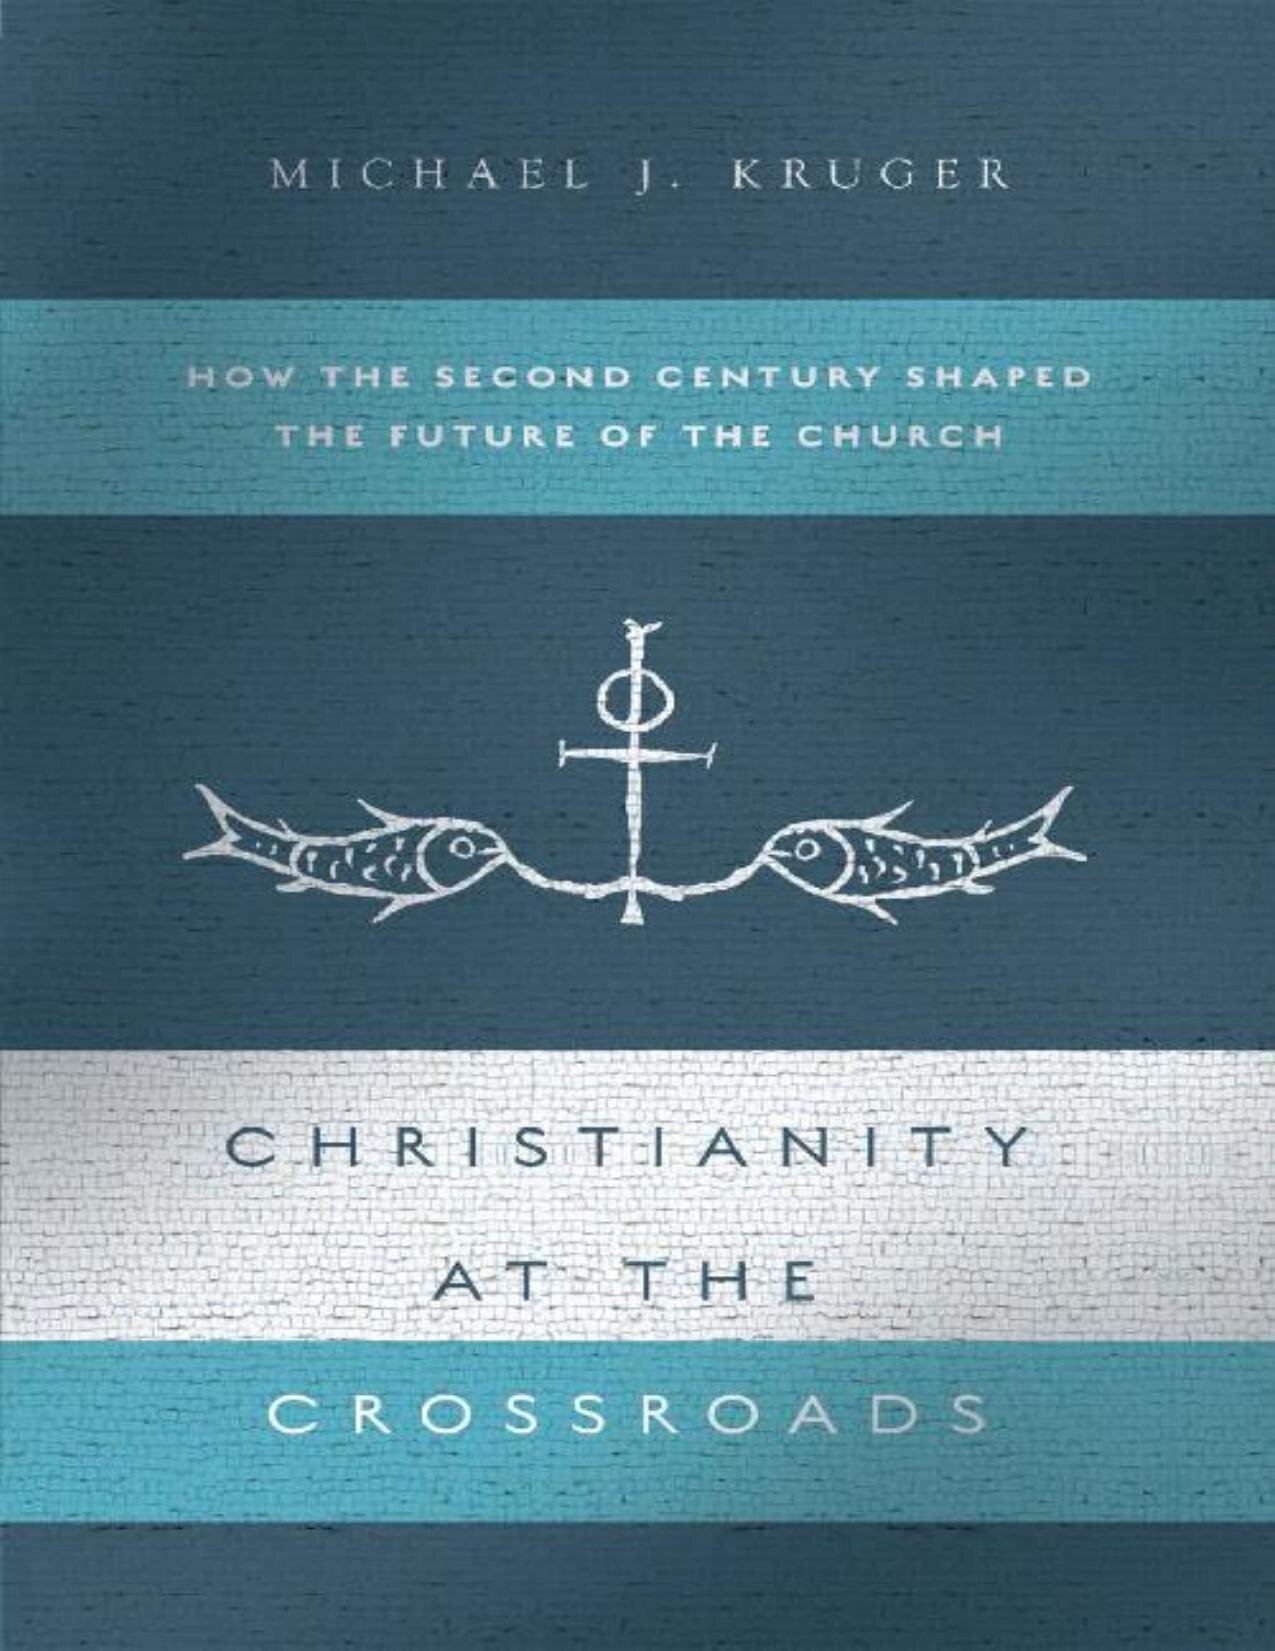 MICHAEL J. KRUGER
HOW THE SECOND CENTURY SHAPED
THE FUTURE OF THE CHURCH
CHRISTIANITY
AT THE
CROSSROADS